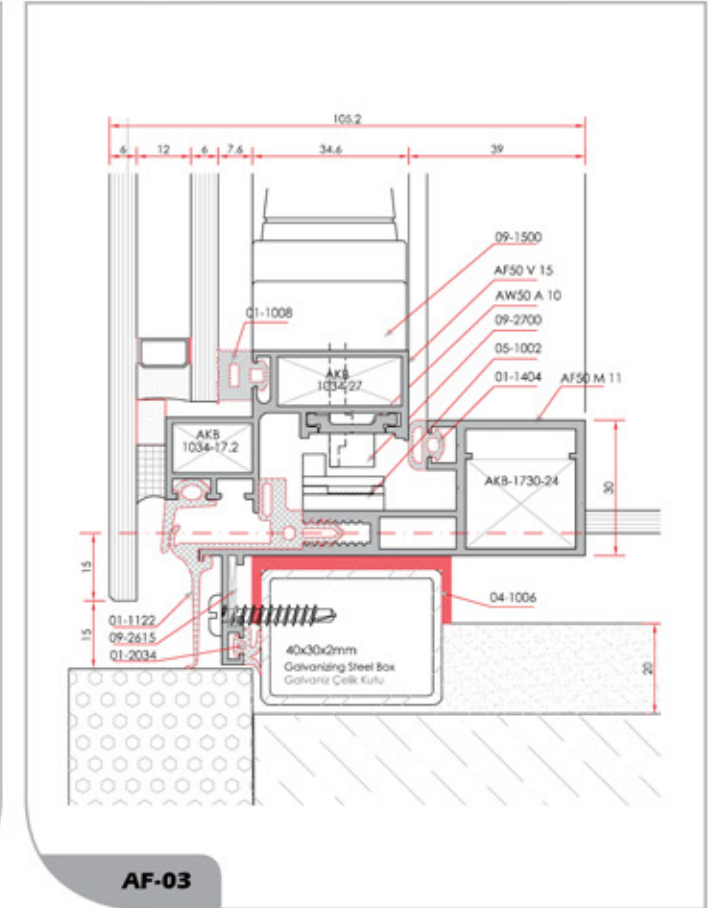 105.2
6
12
6
7.6
34.6
39
09-1500
AF50 V 15
AW50 A 10
09-2700
05-1002
01-1404
AF50 M 11
01-1008
AKB
1034-27
AKB
1034-17.2
AKB-1730-24
30
15
15
01-1122
09-2615
01-2034
04-1006
40x30x2mm
Galvanizing Steel Box
Galvaniz Çelik Kutu
20
AF-03